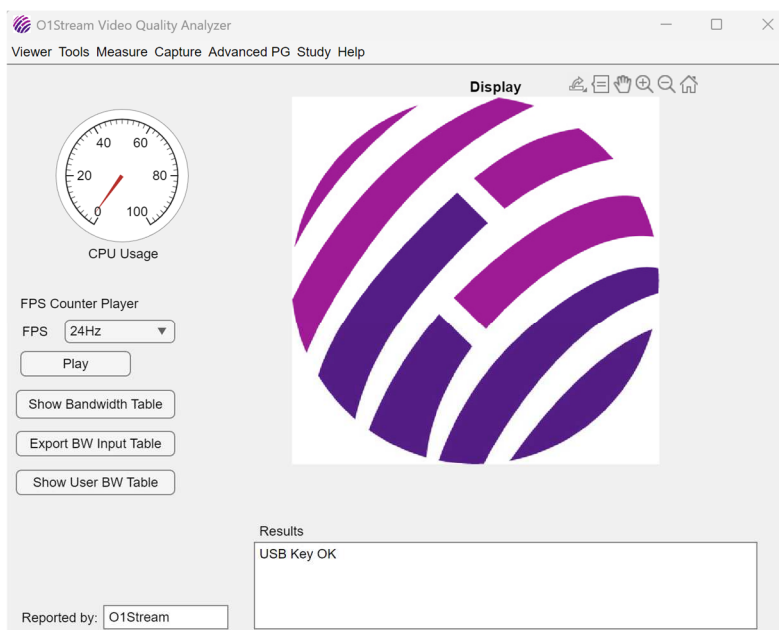 O1Stream Video Quality Analyzer
Viewer Tools Measure Capture Advanced PG Study Help
Display
40 60
20 80
0 100
CPU Usage
FPS Counter Player
FPS 24Hz
Play
Show Bandwidth Table
Export BW Input Table
Show User BW Table
Results
USB Key OK
Reported by: O1Stream